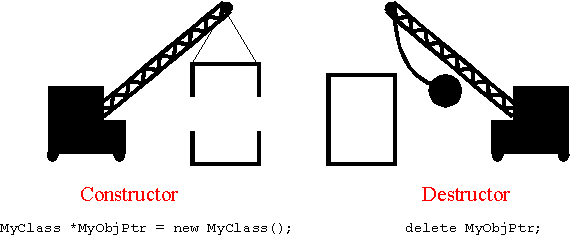 Constructor
Destructor
MyClass *MyObjPtr = new MyClass();
delete MyObjPtr;